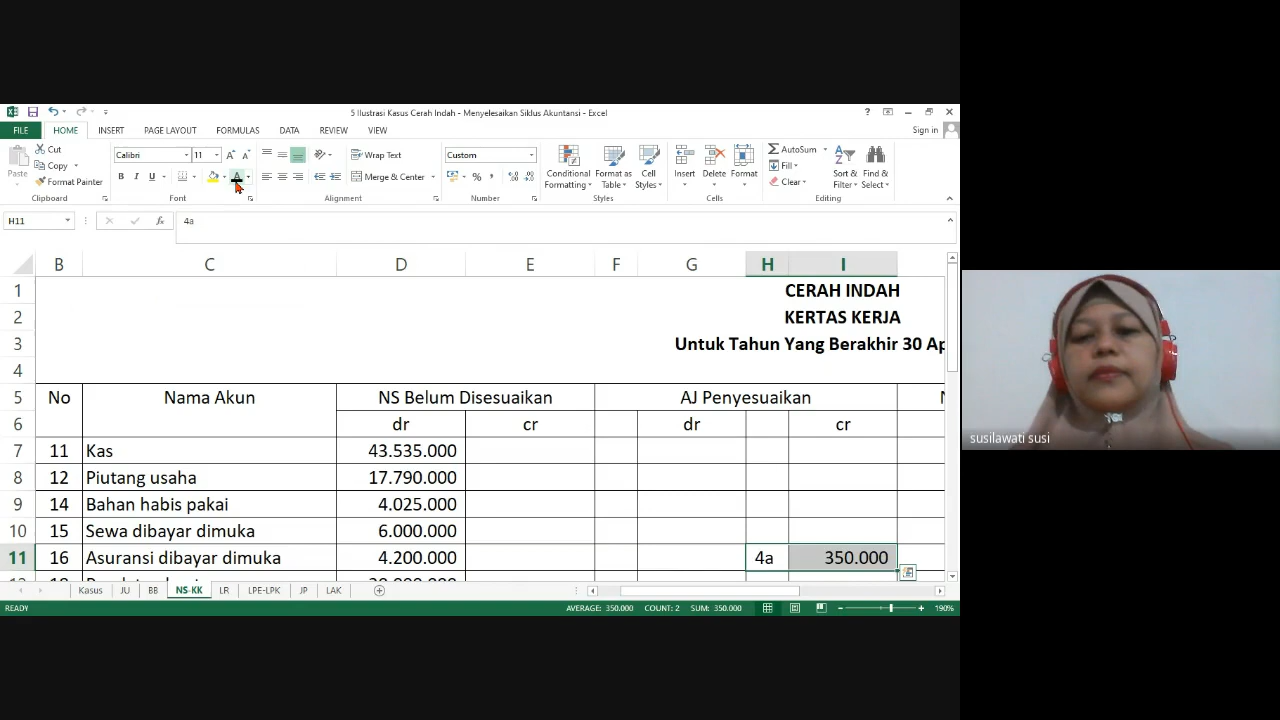 5 Ilustrasi Kasus Cerah Indah - Menyelesaikan Siklus Akuntansi - Excel
FILE HOME INSERT PAGE LAYOUT FORMULAS DATA REVIEW VIEW Sign in
Paste Cut Copy Format Painter Clipboard
Calibri 11 B I U Font
Wrap Text Merge & Center Alignment
Custom % Number
Conditional Formatting Format as Table Cell Styles Styles
Insert Delete Format Cells
AutoSum Fill Clear Sort & Filter Find & Select Editing
H11 fx 4a
B C D E F G H I
1 CERAH INDAH
2 KERTAS KERJA
3 Untuk Tahun Yang Berakhir 30 Ap
4
5 No Nama Akun NS Belum Disesuaikan AJ Penyesuaikan
6 dr cr dr cr
7 11 Kas 43.535.000
8 12 Piutang usaha 17.790.000
9 14 Bahan habis pakai 4.025.000
10 15 Sewa dibayar dimuka 6.000.000
11 16 Asuransi dibayar dimuka 4.200.000 4a 350.000
Kasus JU BB NS-KK LR LPE-LPK JP LAK
READY AVERAGE: 350.000 COUNT: 2 SUM: 350.000 190%
susilawati susi